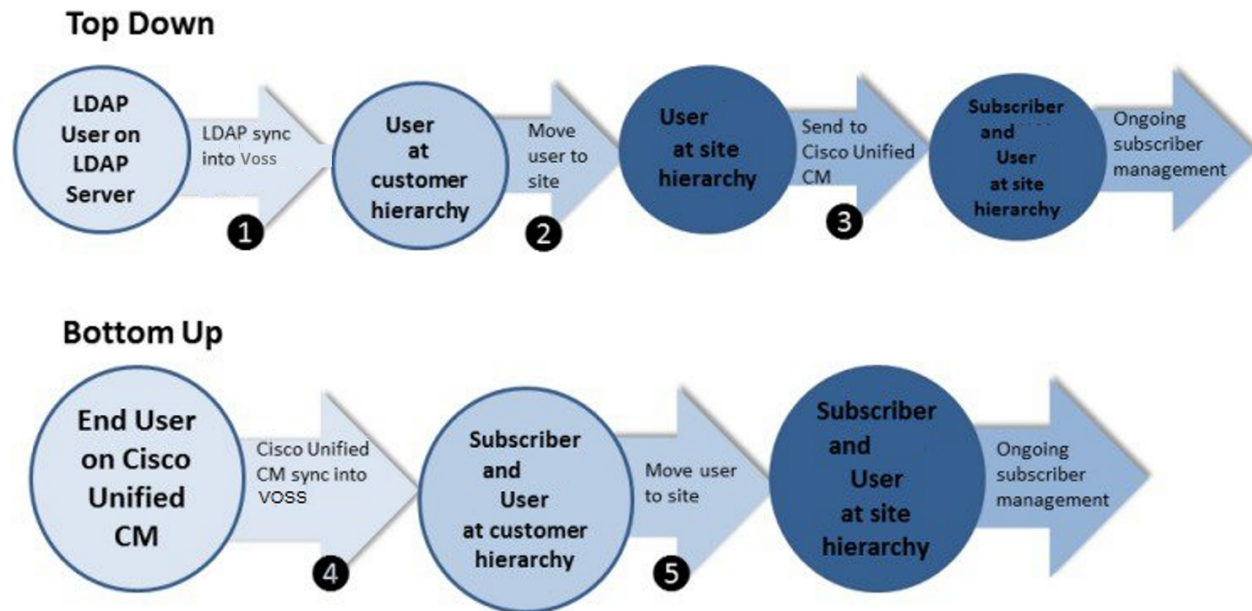 Top Down
LDAP
User on
LDAP
Server
LDAP sync
into Voss
1
User
at
customer
hierarchy
Move
user to
site
2
User
at site
hierarchy
Send to
Cisco Unified
CM
3
Subscriber
and
User
at site
hierarchy
Ongoing
subscriber
management
Bottom Up
End User
on Cisco
Unified
CM
Cisco Unified
CM sync into
VOSS
4
Subscriber
and
User
at customer
hierarchy
Move user
to site
5
Subscriber
and
User
at site
hierarchy
Ongoing
subscriber
management